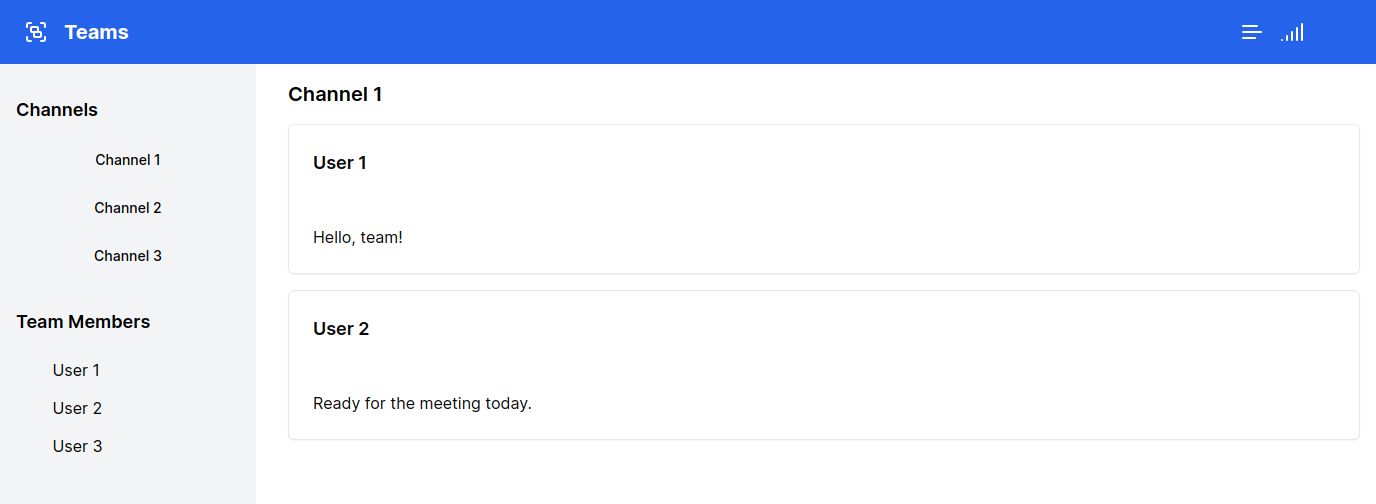 Teams
Channels
Channel 1
Channel 2
Channel 3
Team Members
User 1
User 2
User 3
Channel 1
User 1
Hello, team!
User 2
Ready for the meeting today.